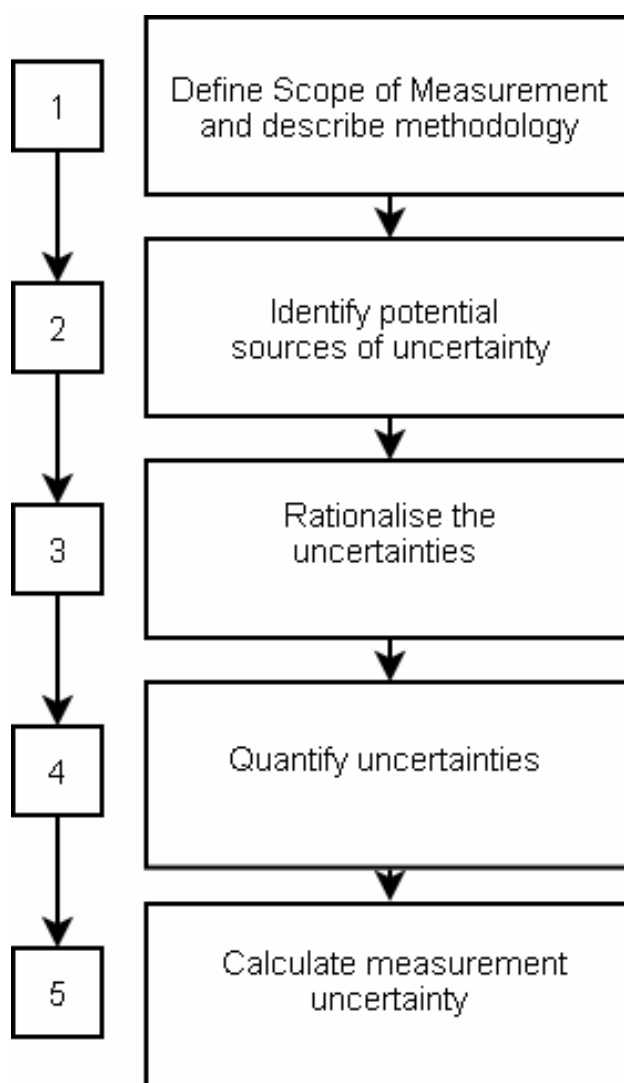 1
Define Scope of Measurement
and describe methodology
2
Identify potential
sources of uncertainty
3
Rationalise the
uncertainties
4
Quantify uncertainties
5
Calculate measurement
uncertainty